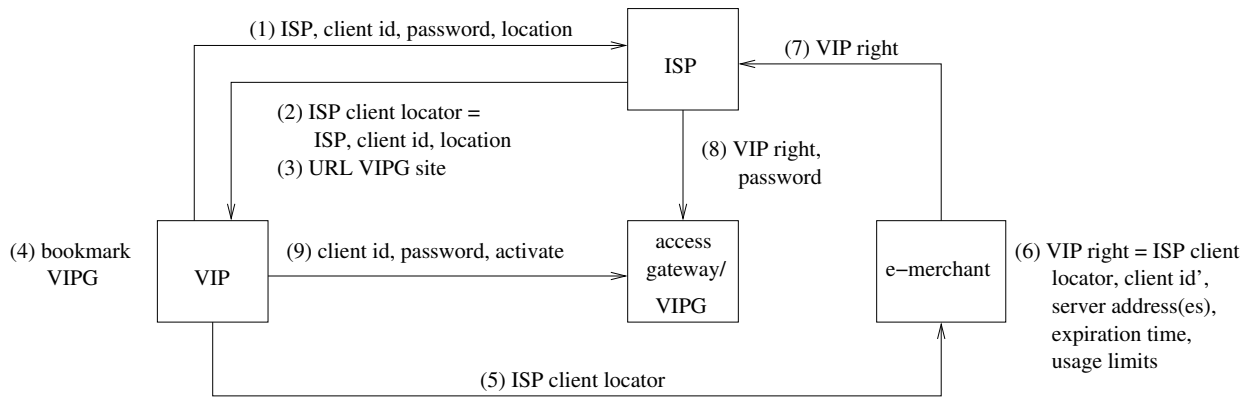 (1) ISP, client id, password, location
ISP
(7) VIP right
(2) ISP client locator =
ISP, client id, location
(3) URL VIPG site
(8) VIP right,
password
(4) bookmark
VIPG
VIP
(9) client id, password, activate
access
gateway/
VIPG
e−merchant
(6) VIP right = ISP client
locator, client id’,
server address(es),
expiration time,
usage limits
(5) ISP client locator